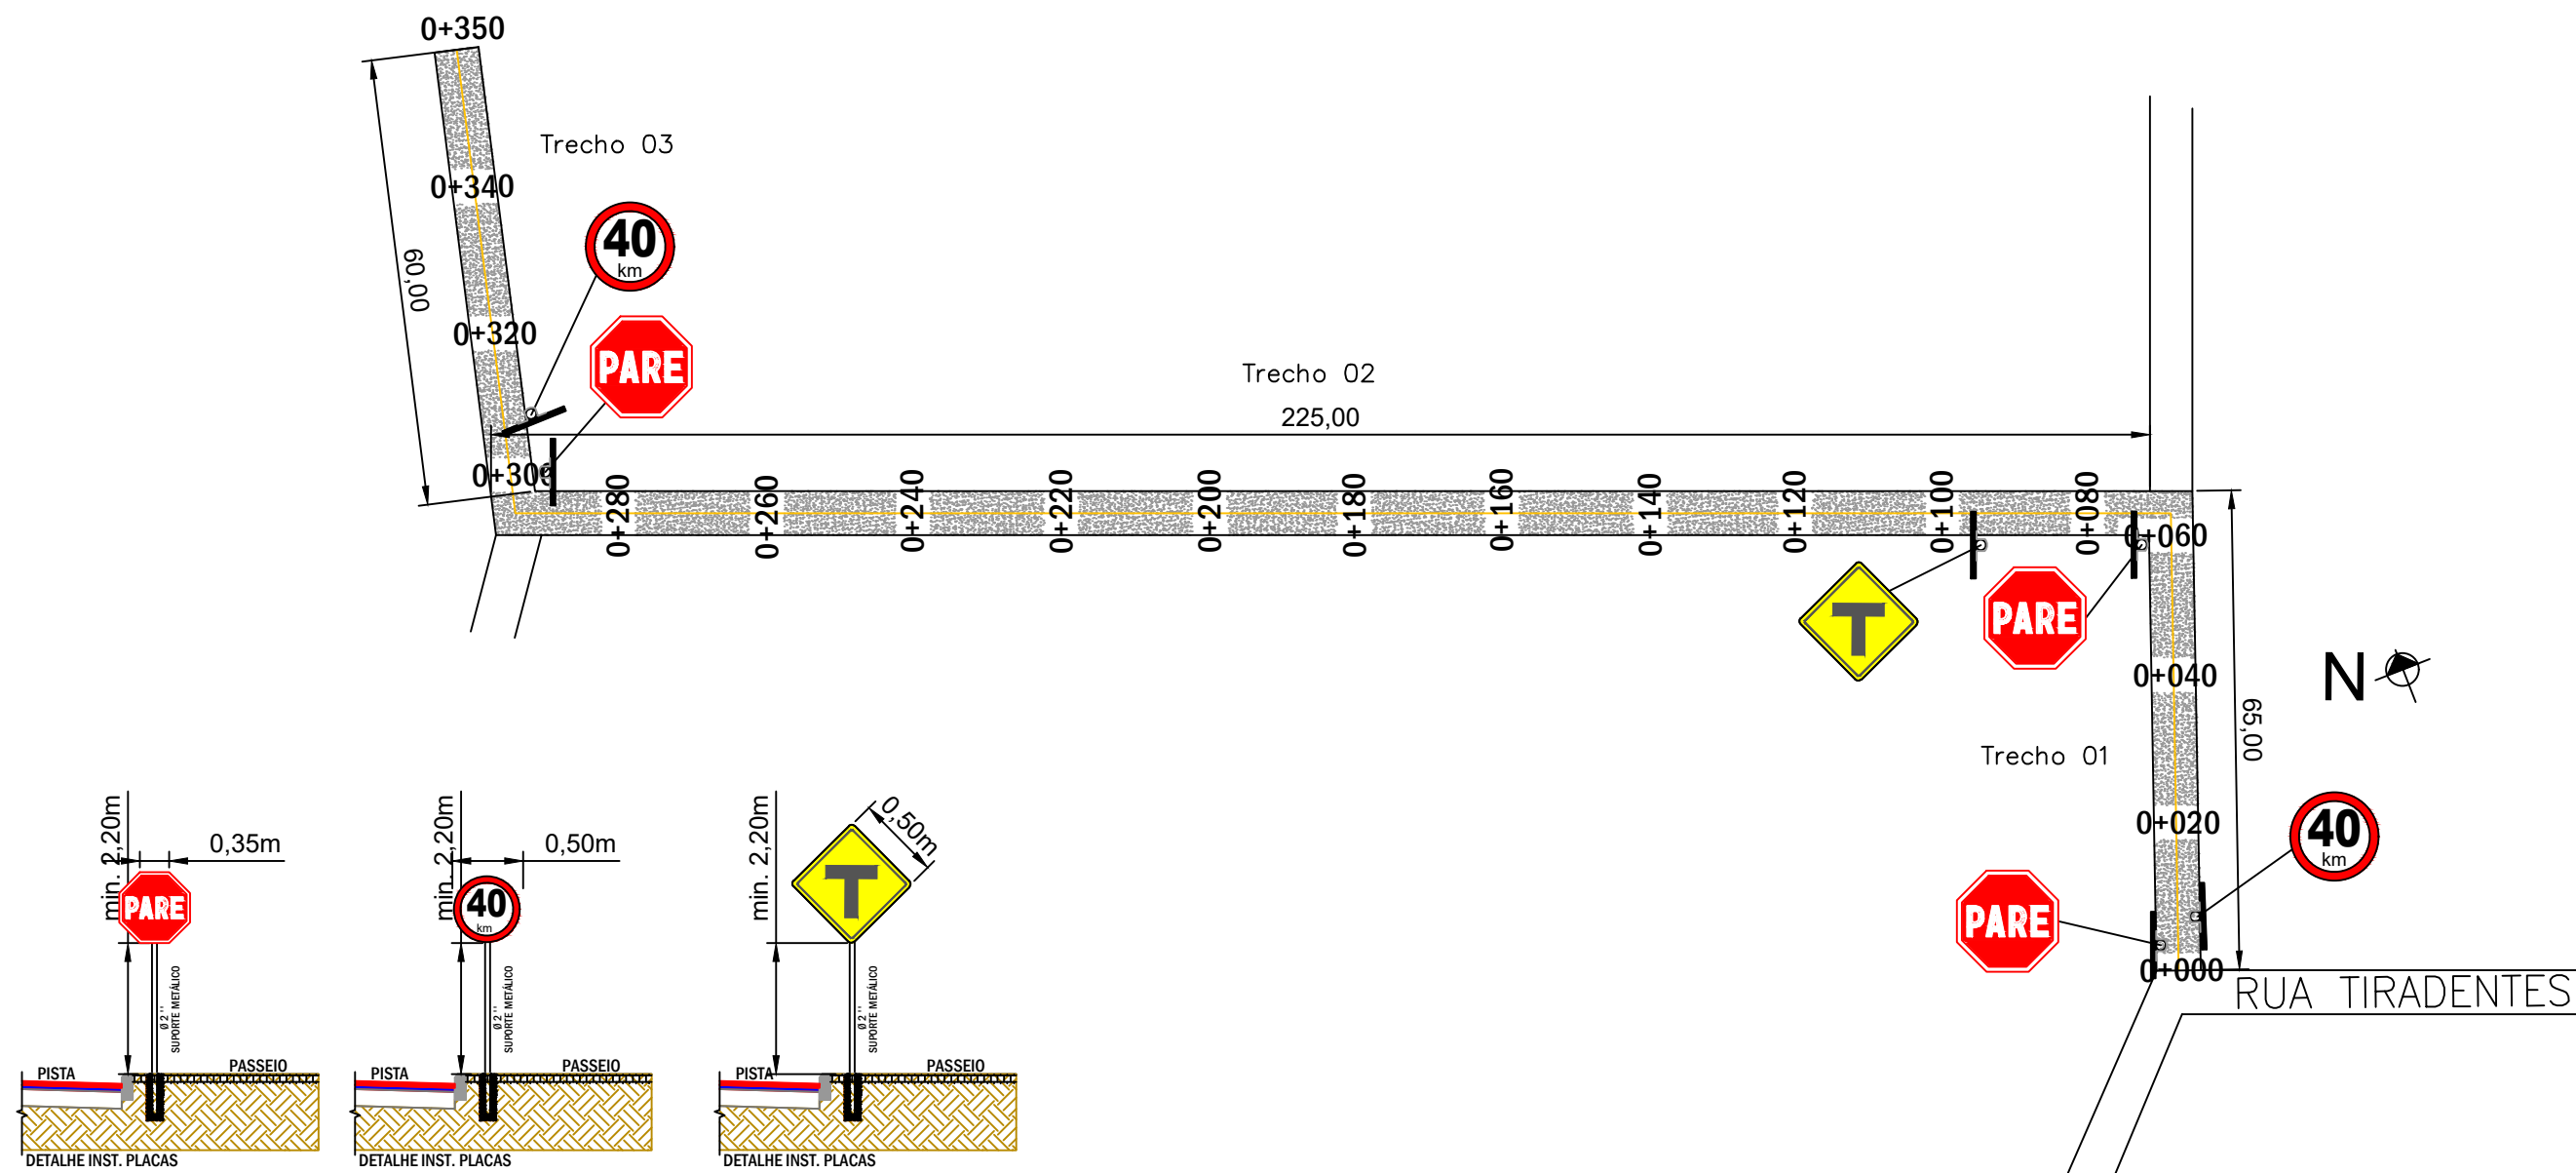 0+350
Trecho 03
0+340
40
km
60,00
0+320
PARE
Trecho 02
225,00
0+300
0+280
0+260
0+240
0+220
0+200
0+180
0+160
0+140
0+120
0+100
0+080
0+060
PARE
T
0+040
N
65,00
Trecho 01
0+020
40
km
PARE
0+000
RUA TIRADENTES
min. 2,20m
0,35m
PARE
Ø 2''
SUPORTE METÁLICO
PISTA
PASSEIO
DETALHE INST. PLACAS
min. 2,20m
0,50m
40
km
Ø 2''
SUPORTE METÁLICO
PISTA
PASSEIO
DETALHE INST. PLACAS
min. 2,20m
0,50m
T
Ø 2''
SUPORTE METÁLICO
PISTA
PASSEIO
DETALHE INST. PLACAS